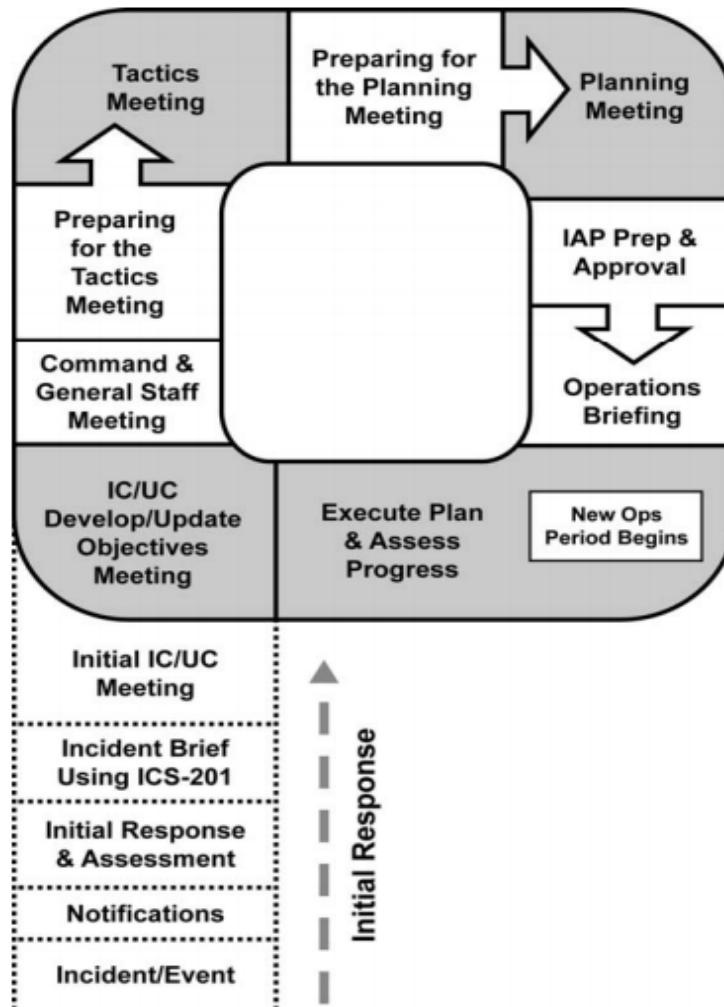 Tactics
Meeting
Preparing for
the Planning
Meeting
Planning
Meeting
Preparing
for the
Tactics
Meeting
IAP Prep &
Approval
Command &
General Staff
Meeting
Operations
Briefing
IC/UC
Develop/Update
Objectives
Meeting
Execute Plan
& Assess
Progress
New Ops
Period Begins
Initial IC/UC
Meeting
Incident Brief
Using ICS-201
Initial Response
& Assessment
Notifications
Incident/Event
Initial Response